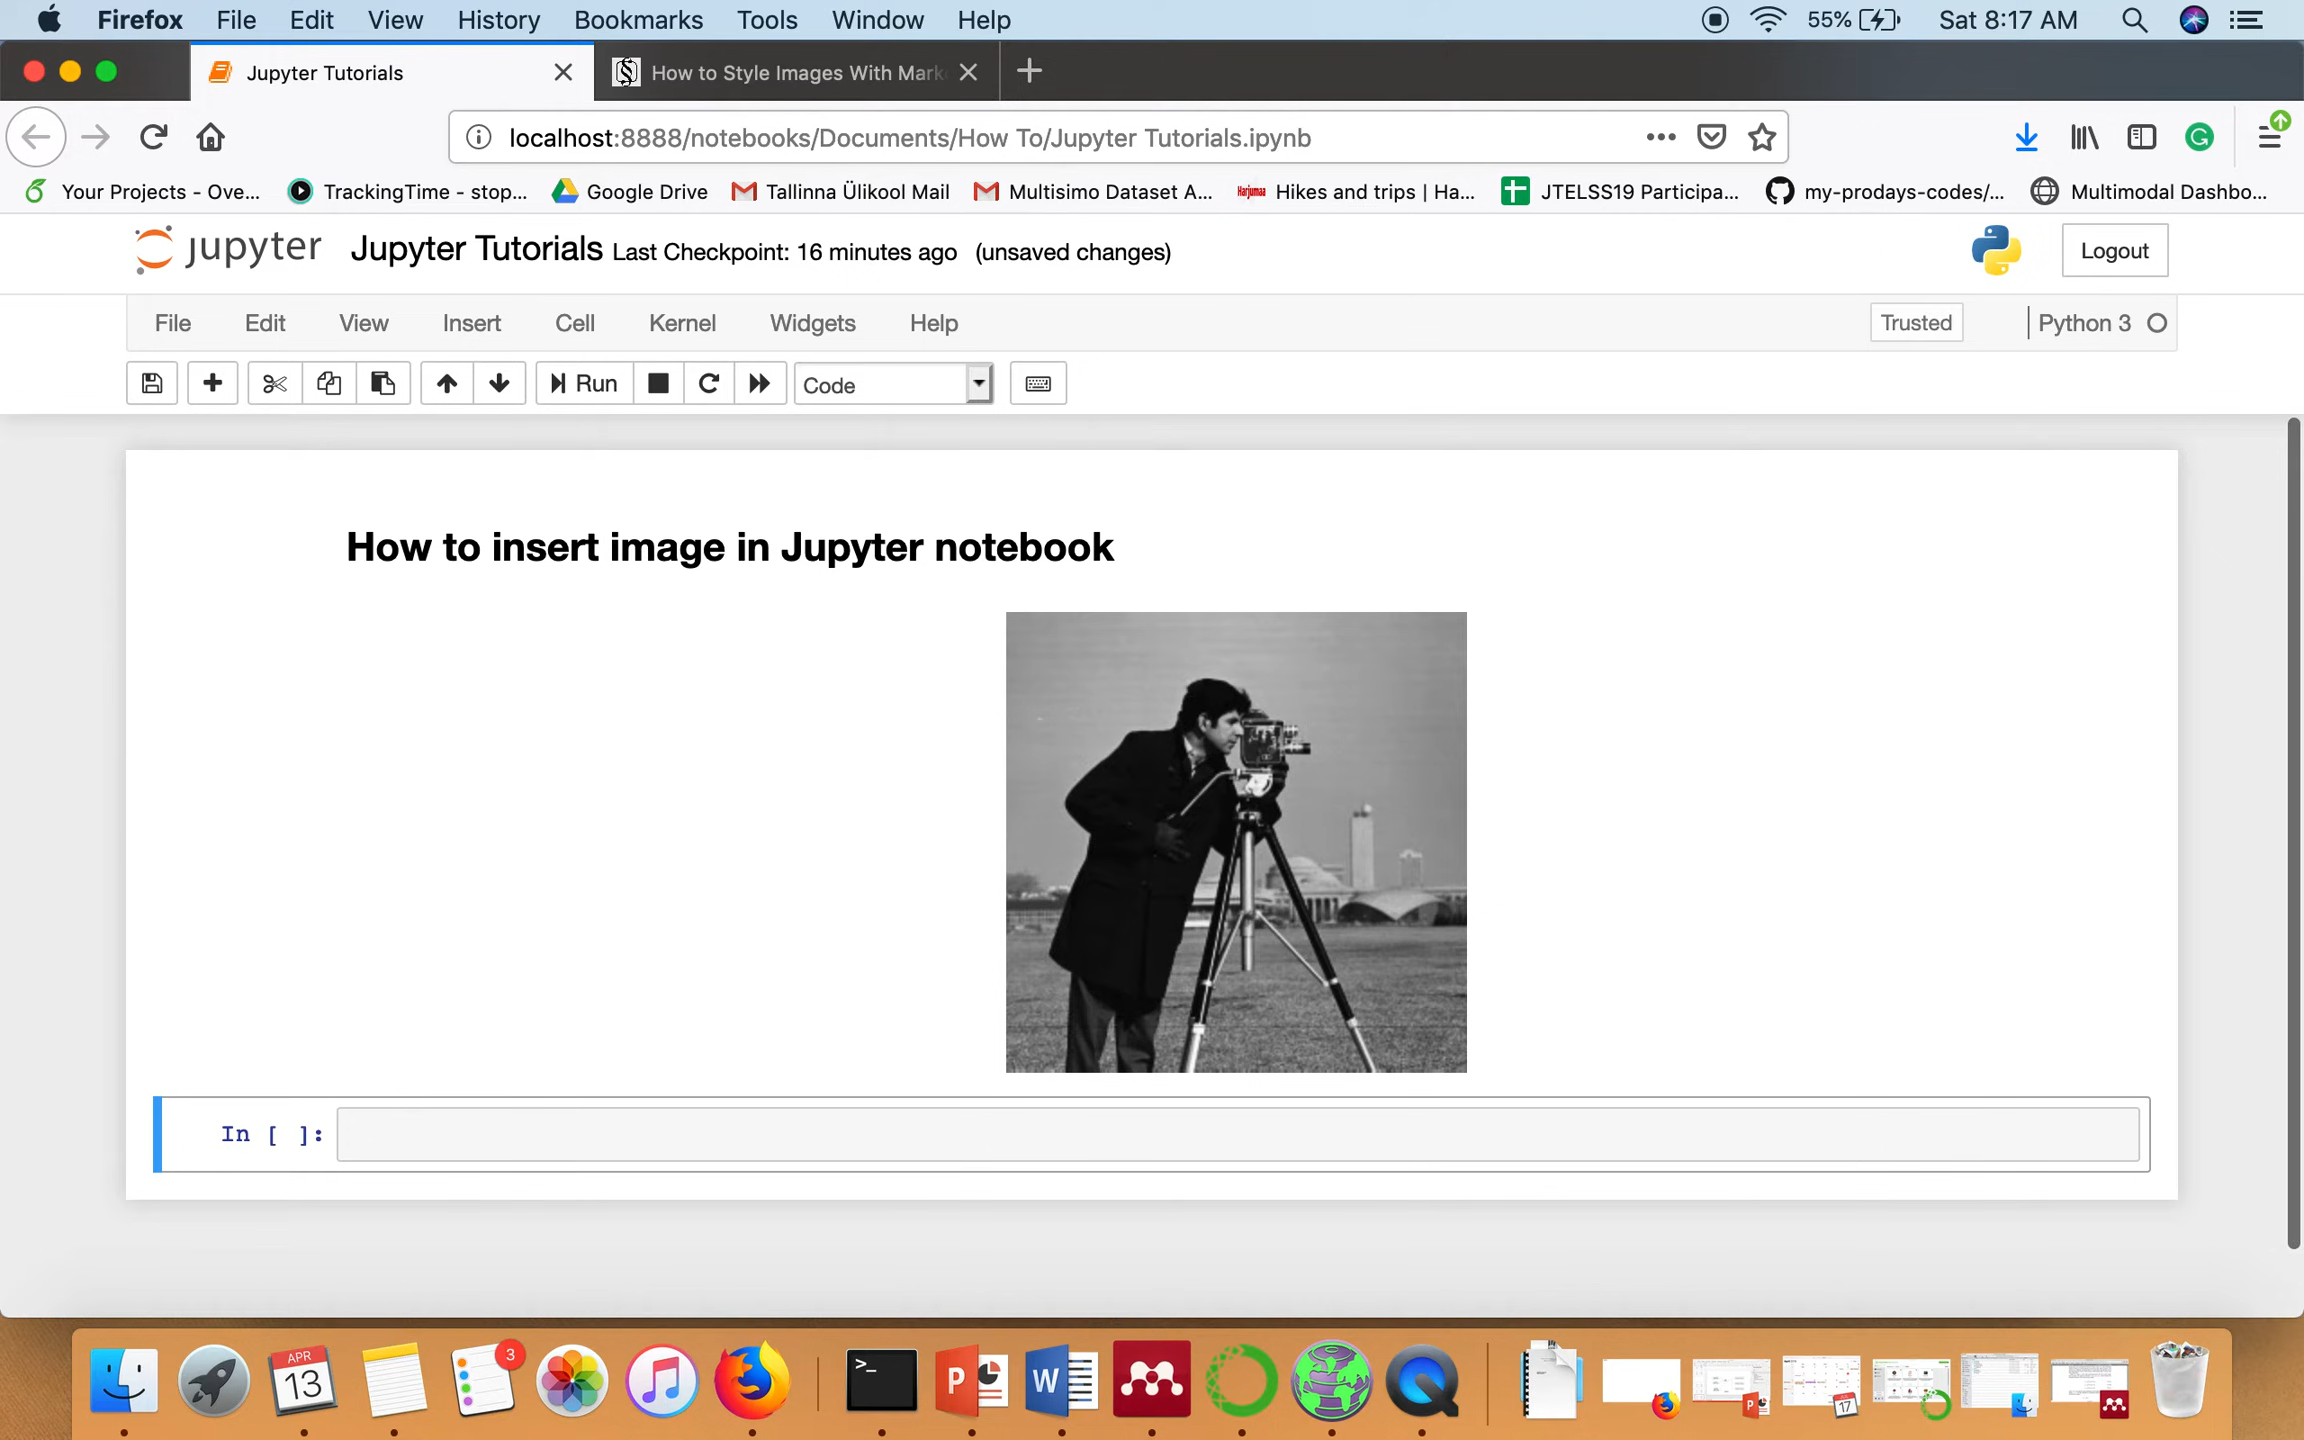 Firefox File Edit View History Bookmarks Tools Window Help 55% Sat 8:17 AM
Jupyter Tutorials How to Style Images With Mark
localhost:8888/notebooks/Documents/How To/Jupyter Tutorials.ipynb
Your Projects - Ove... TrackingTime - stop... Google Drive Tallinna Ülikool Mail Multisimo Dataset A... Harjumaa Hikes and trips | Ha... JTELSS19 Participa... my-prodays-codes/... Multimodal Dashbo...
jupyter Jupyter Tutorials Last Checkpoint: 16 minutes ago (unsaved changes) Logout
File Edit View Insert Cell Kernel Widgets Help Trusted Python 3
Run Code
How to insert image in Jupyter notebook
In [ ]:
APR 13 3 >_ P W 17